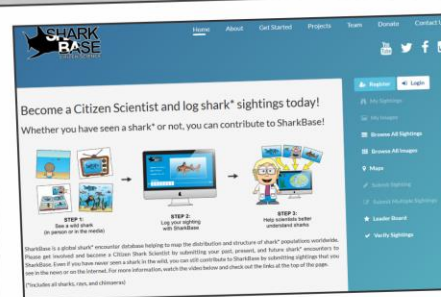 SHARK
BASE
CITIZEN SCIENCE
Home About Get Started Projects Team Donate Contact U
Register Login
My Sightings
My Images
Browse All Sightings
Browse All Images
Maps
Submit Sighting
Submit Multiple Sightings
Leader Board
Verify Sightings
Become a Citizen Scientist and log shark* sightings today!
Whether you have seen a shark* or not, you can contribute to SharkBase!
STEP 1:
See a wild shark
(in person or in the media)
STEP 2:
Log your sighting
with SharkBase
STEP 3:
Help scientists better
understand sharks
SharkBase is a global shark* encounter database helping to map the distribution and structure of shark* populations worldwide.
Please get involved and become a Citizen Shark Scientist by submitting your past, present, and future shark* encounters to
SharkBase. Even if you have never seen a shark in the wild, you can still contribute to SharkBase by submitting sightings that you
see in the news or on the internet. For more information, watch the video below and check out the links at the top of the page.
(*includes all sharks, rays, and chimaeras)